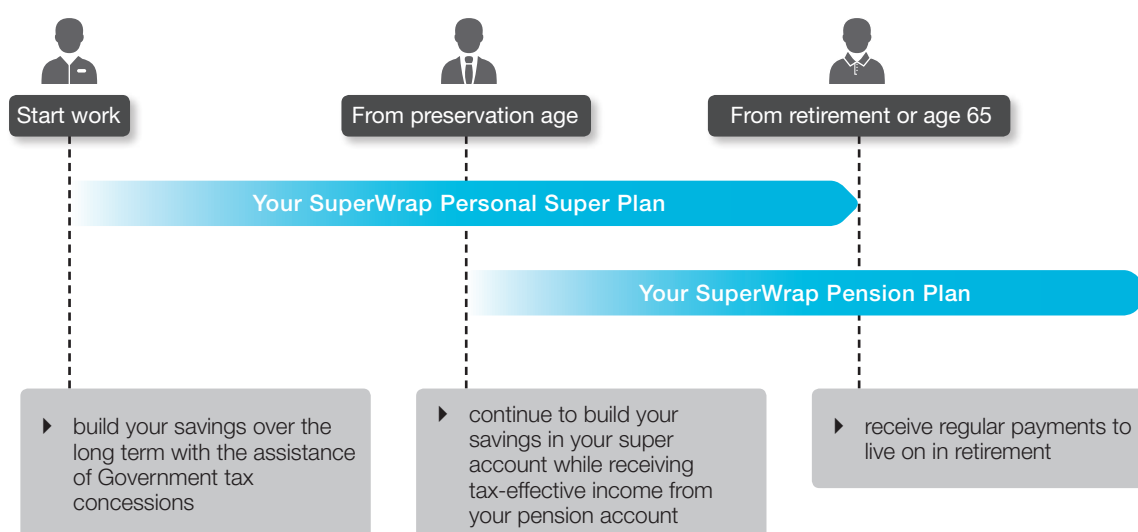 Start work
From preservation age
From retirement or age 65
Your SuperWrap Personal Super Plan
Your SuperWrap Pension Plan
build your savings over the
long term with the assistance
of Government tax
concessions
continue to build your
savings in your super
account while receiving
tax-effective income from
your pension account
receive regular payments to
live on in retirement